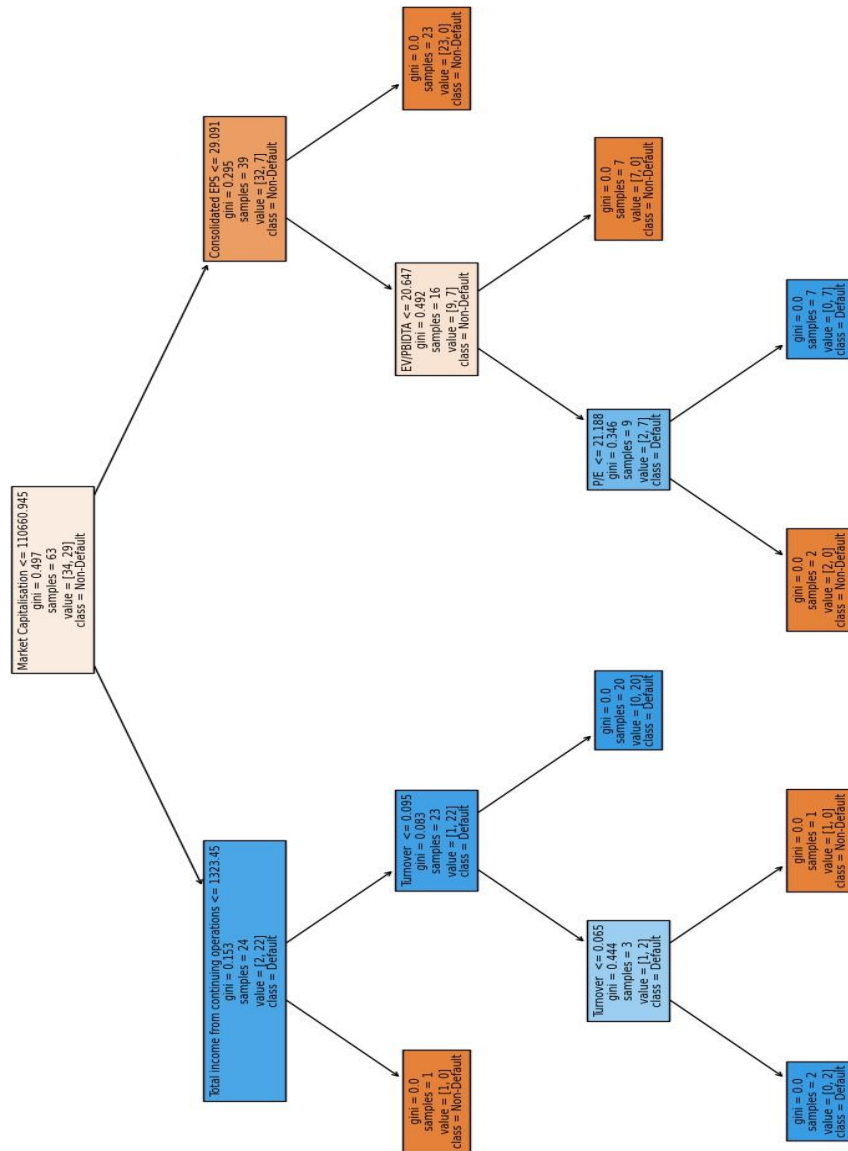 Market Capitalisation <= 110660.945
gini = 0.497
samples = 63
value = [34, 29]
class = Non-Default
Total income from continuing operations <= 1323.45
gini = 0.153
samples = 24
value = [2, 22]
class = Default
Consolidated EPS <= 29.091
gini = 0.295
samples = 39
value = [32, 7]
class = Non-Default
gini = 0.0
samples = 1
value = [1, 0]
class = Non-Default
Turnover <= 0.095
gini = 0.083
samples = 23
value = [1, 22]
class = Default
EV/PBIDTA <= 20.647
gini = 0.492
samples = 16
value = [9, 7]
class = Non-Default
gini = 0.0
samples = 23
value = [23, 0]
class = Non-Default
Turnover <= 0.065
gini = 0.444
samples = 3
value = [1, 2]
class = Default
gini = 0.0
samples = 20
value = [0, 20]
class = Default
P/E <= 21.188
gini = 0.346
samples = 9
value = [2, 7]
class = Default
gini = 0.0
samples = 7
value = [7, 0]
class = Non-Default
gini = 0.0
samples = 2
value = [0, 2]
class = Default
gini = 0.0
samples = 1
value = [1, 0]
class = Non-Default
gini = 0.0
samples = 2
value = [2, 0]
class = Non-Default
gini = 0.0
samples = 7
value = [0, 7]
class = Default